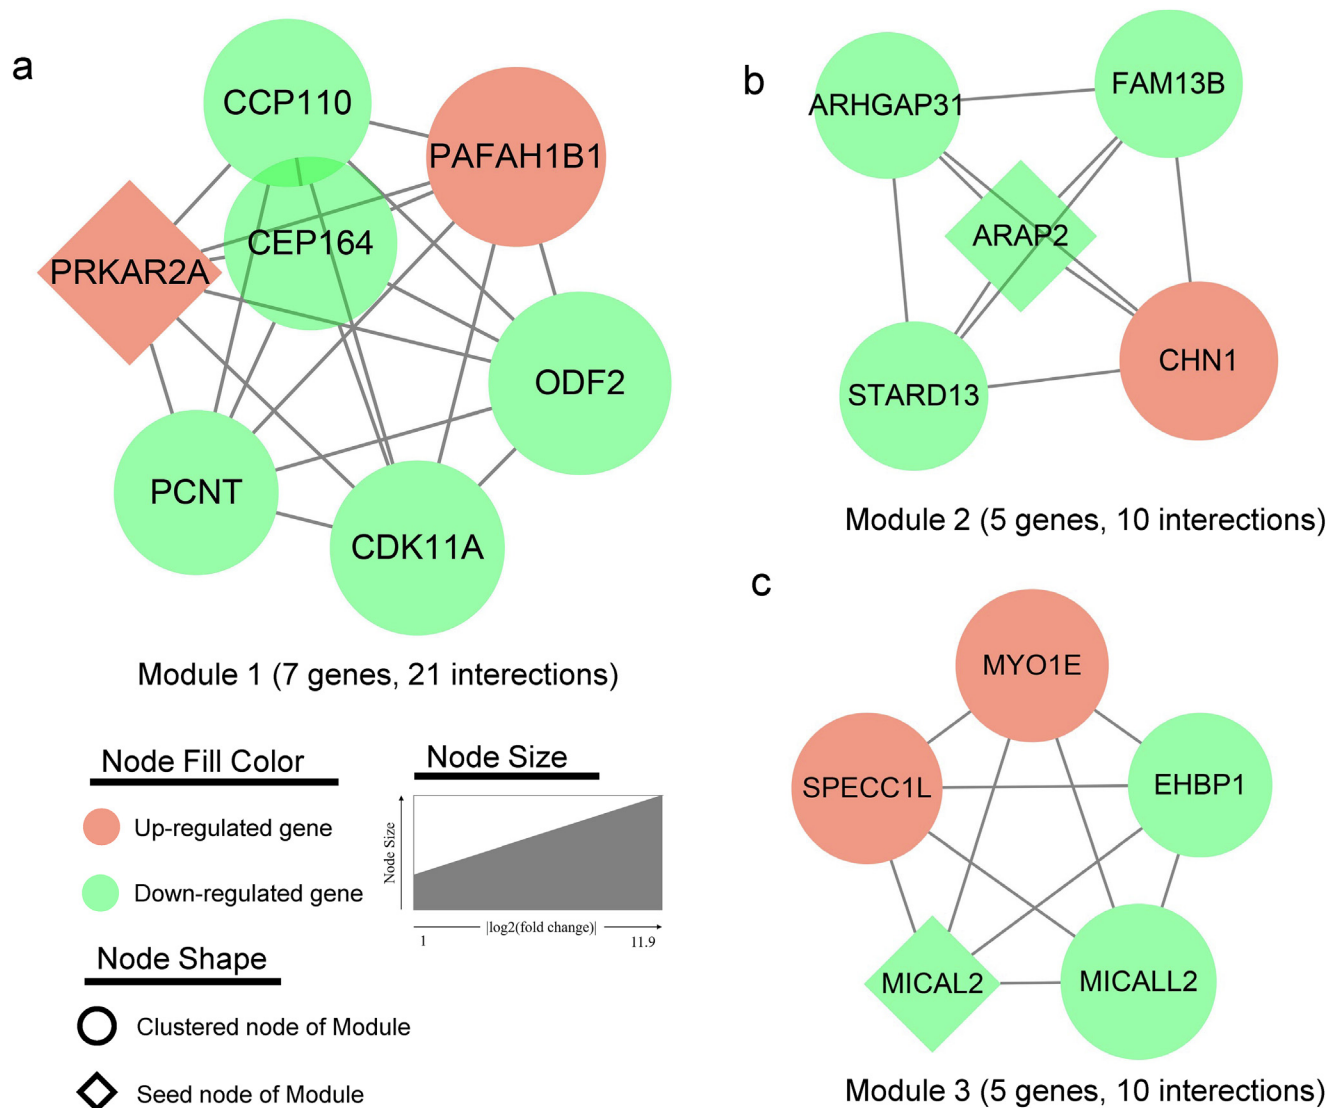 a
CCP110
PAFAH1B1
CEP164
PRKAR2A
ODF2
PCNT
CDK11A
Module 1 (7 genes, 21 interections)
b
ARHGAP31
FAM13B
ARAP2
CHN1
STARD13
Module 2 (5 genes, 10 interections)
c
MYO1E
SPECC1L
EHBP1
MICAL2
MICALL2
Module 3 (5 genes, 10 interections)
Node Fill Color
Up-regulated gene
Down-regulated gene
Node Shape
Clustered node of Module
Seed node of Module
Node Size
Node Size
|log2(fold change)|
1
11.9